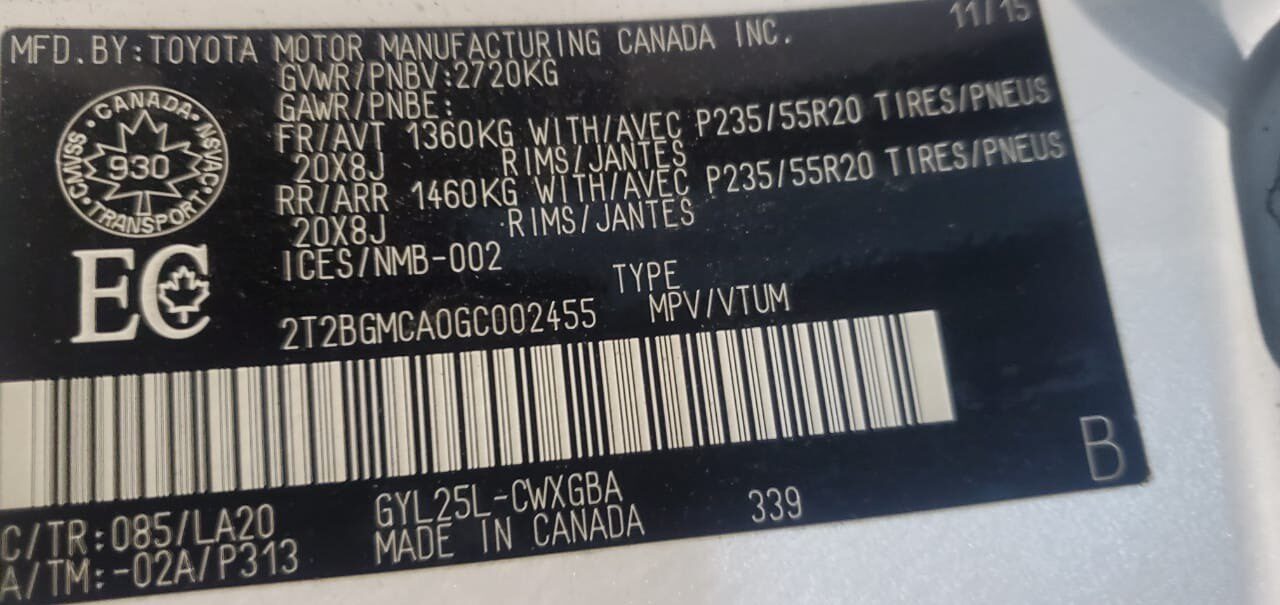 11/15
MFD.BY:TOYOTA MOTOR MANUFACTURING CANADA INC.
GVWR/PNBV:2720KG
GAWR/PNBE:
FR/AVT 1360KG WITH/AVEC P235/55R20 TIRES/PNEUS
20X8J RIMS/JANTES
RR/ARR 1460KG WITH/AVEC P235/55R20 TIRES/PNEUS
20X8J RIMS/JANTES
ICES/NMB-002
CANADA
CMVSS
NSVAC
930
TRANSPORT
EC
TYPE
2T2BGMCA0GC002455 MPV/VTUM
B
C/TR:085/LA20 GYL25L-CWXGBA 339
A/TM:-02A/P313 MADE IN CANADA